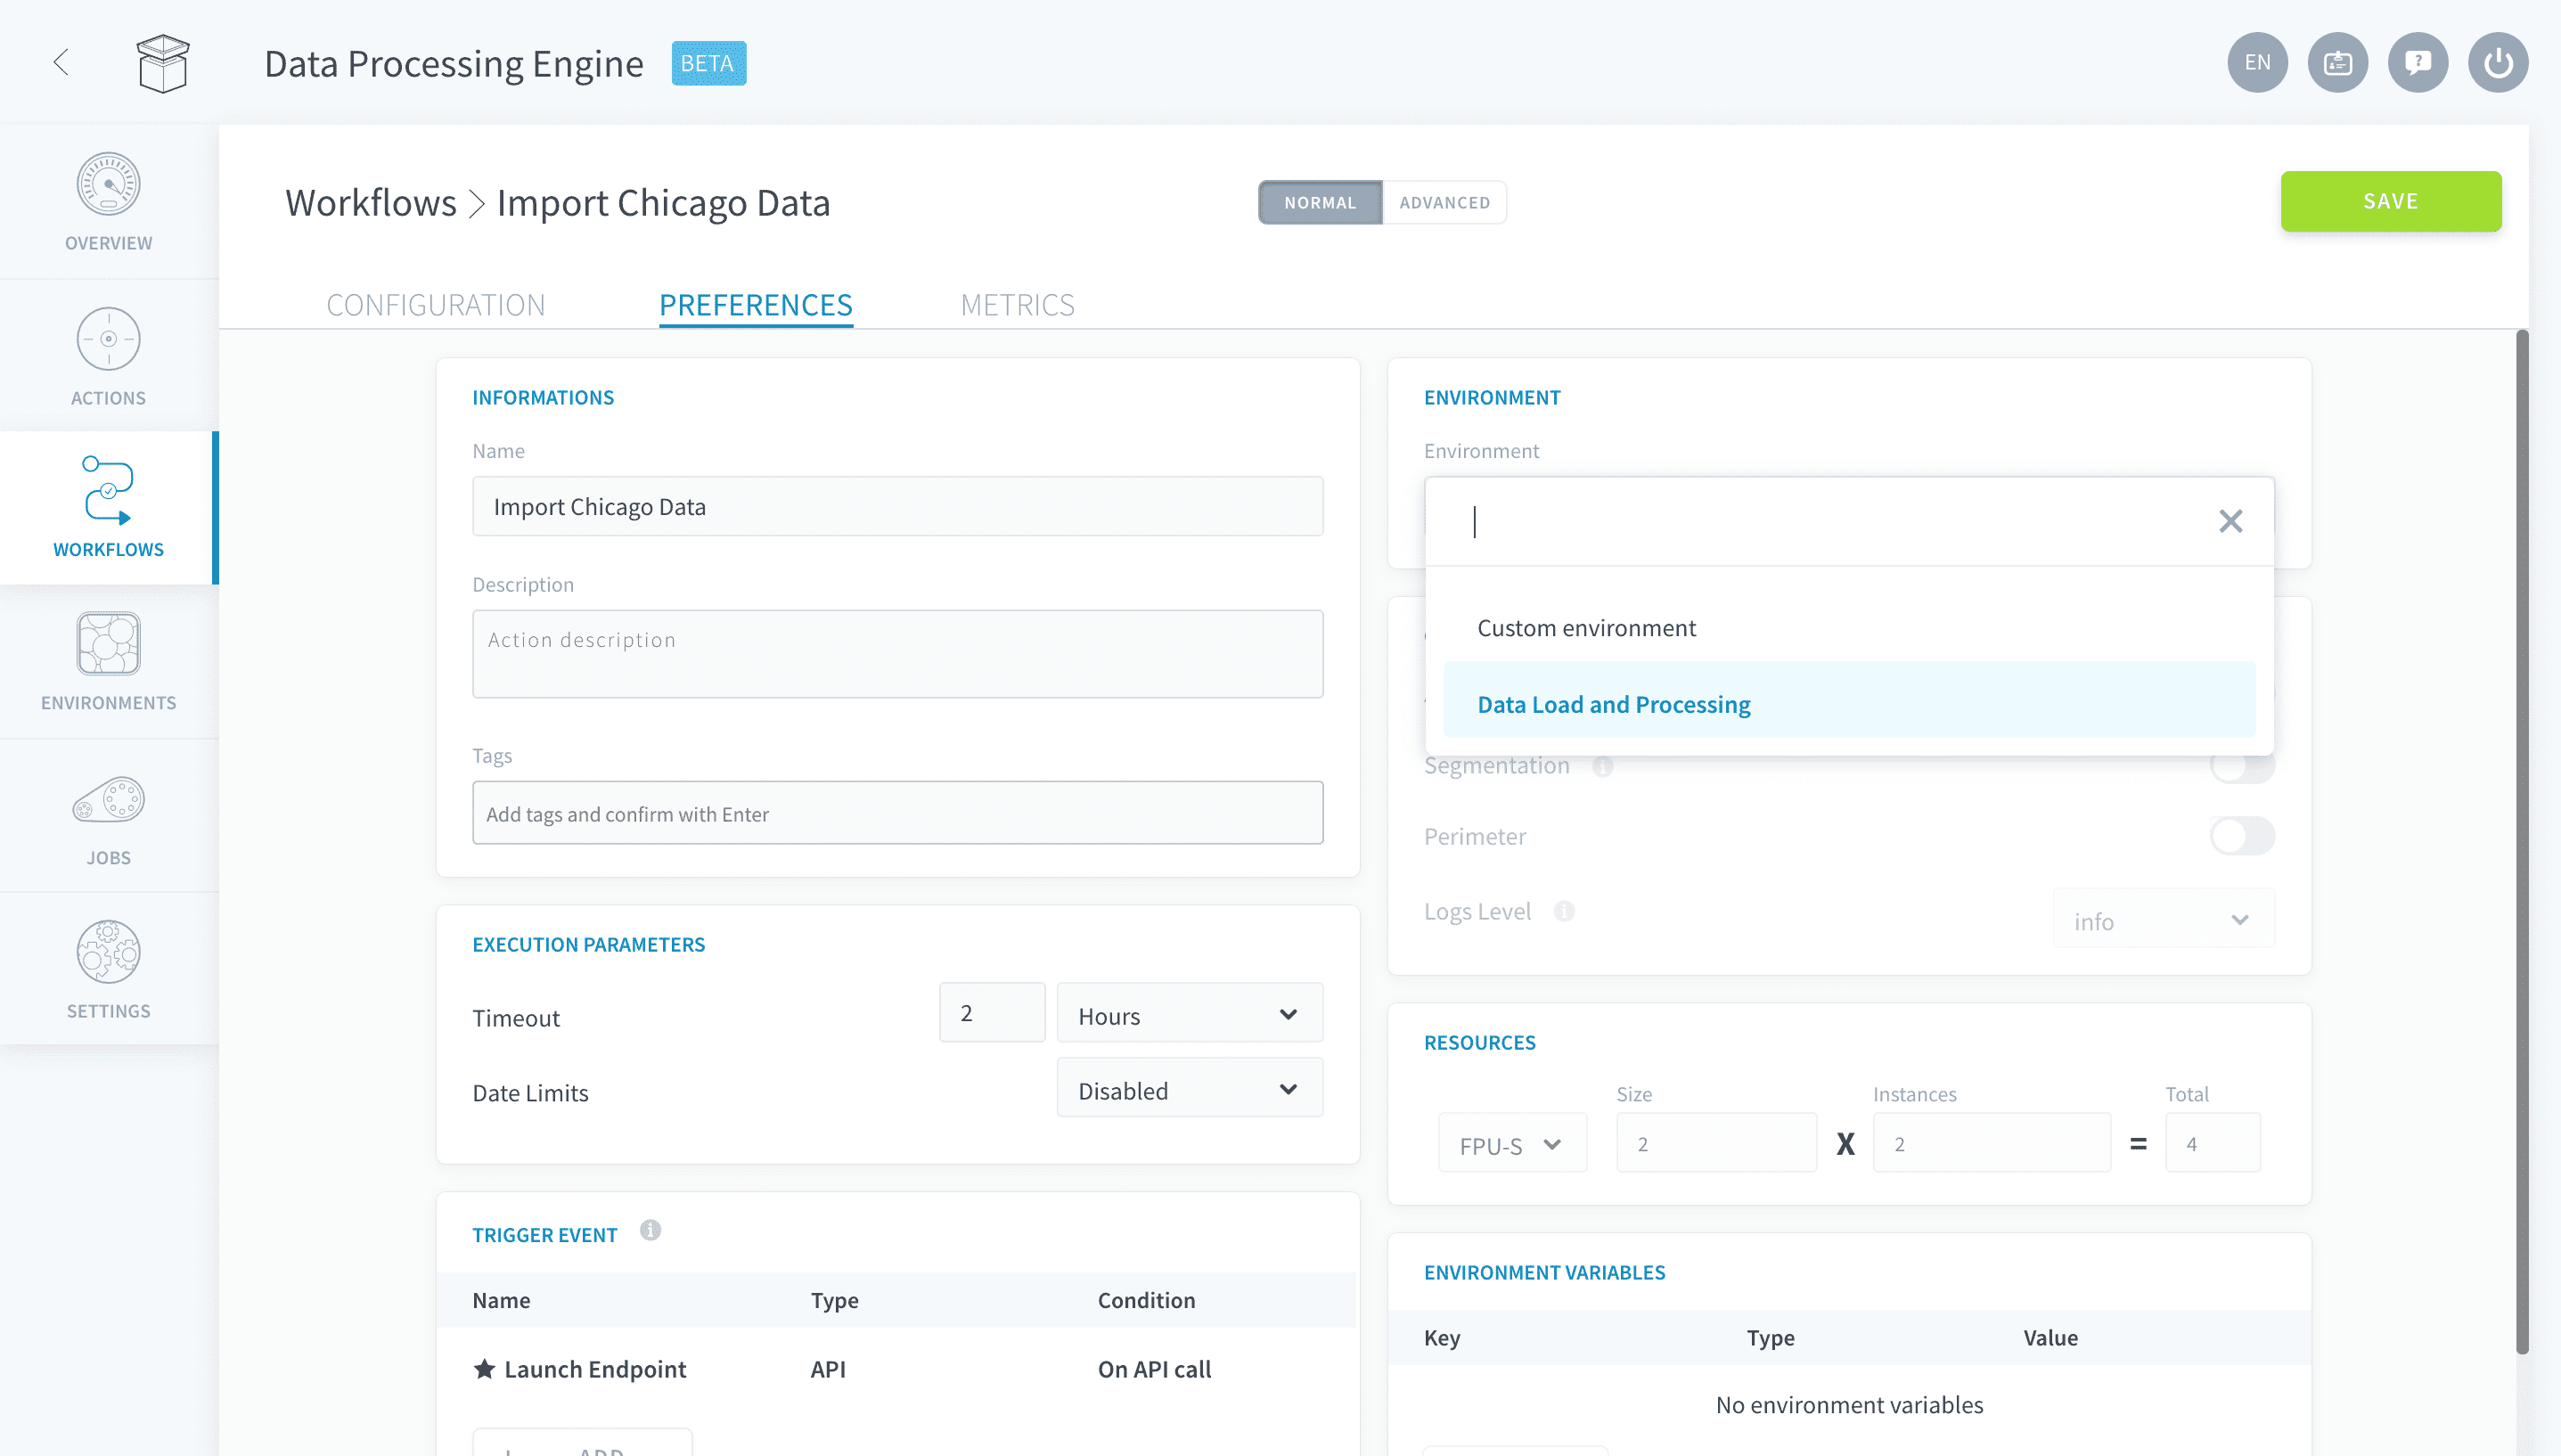 Data Processing Engine BETA
EN
OVERVIEW
ACTIONS
WORKFLOWS
ENVIRONMENTS
JOBS
SETTINGS
Workflows > Import Chicago Data
NORMAL ADVANCED
SAVE
CONFIGURATION PREFERENCES METRICS
INFORMATIONS
Name
Import Chicago Data
Description
Action description
Tags
Add tags and confirm with Enter
EXECUTION PARAMETERS
Timeout 2 Hours
Date Limits Disabled
TRIGGER EVENT
Name Type Condition
★ Launch Endpoint API On API call
ENVIRONMENT
Environment
Custom environment
Data Load and Processing
Segmentation
Perimeter
Logs Level info
RESOURCES
Size Instances Total
FPU-S 2 X 2 = 4
ENVIRONMENT VARIABLES
Key Type Value
No environment variables